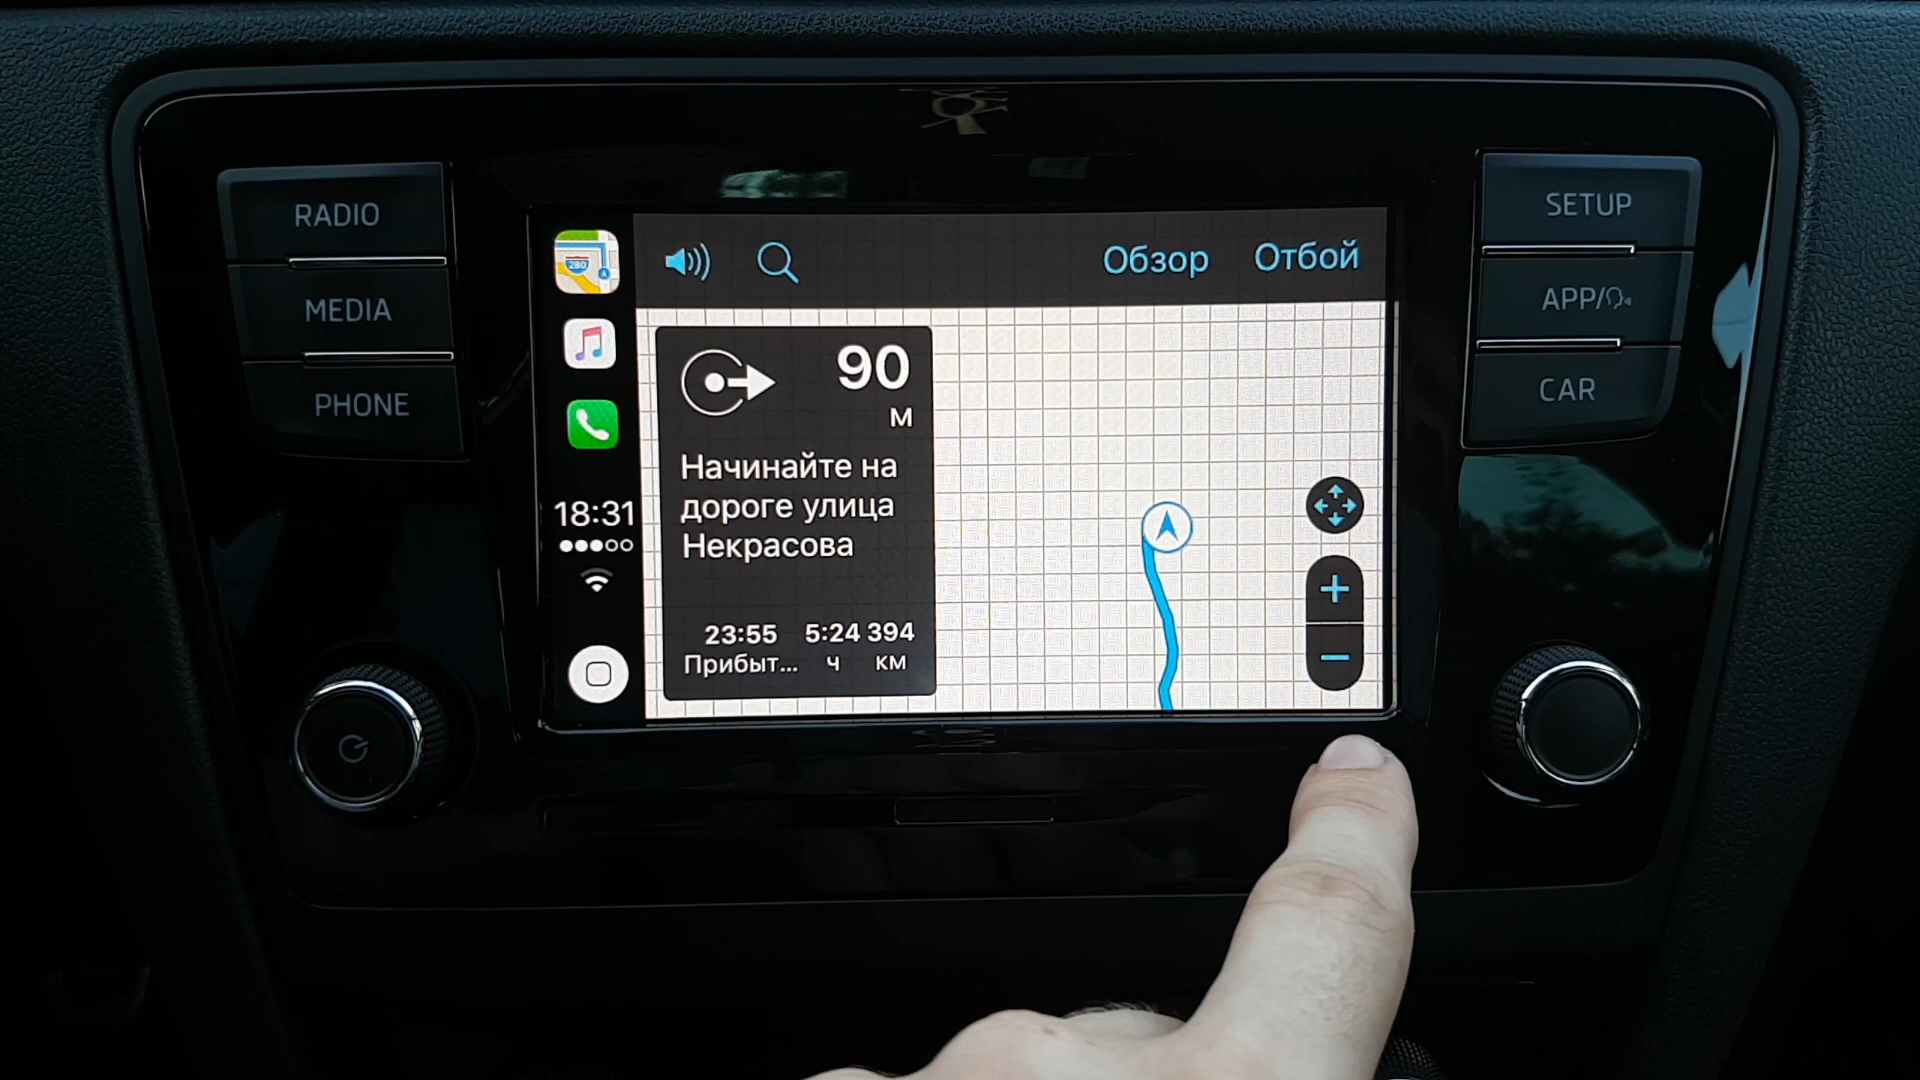 RADIO
MEDIA
PHONE
SETUP
APP/
CAR
280
18:31
Обзор Отбой
90
м
Начинайте на
дороге улица
Некрасова
23:55 5:24 394
Прибыт... ч км